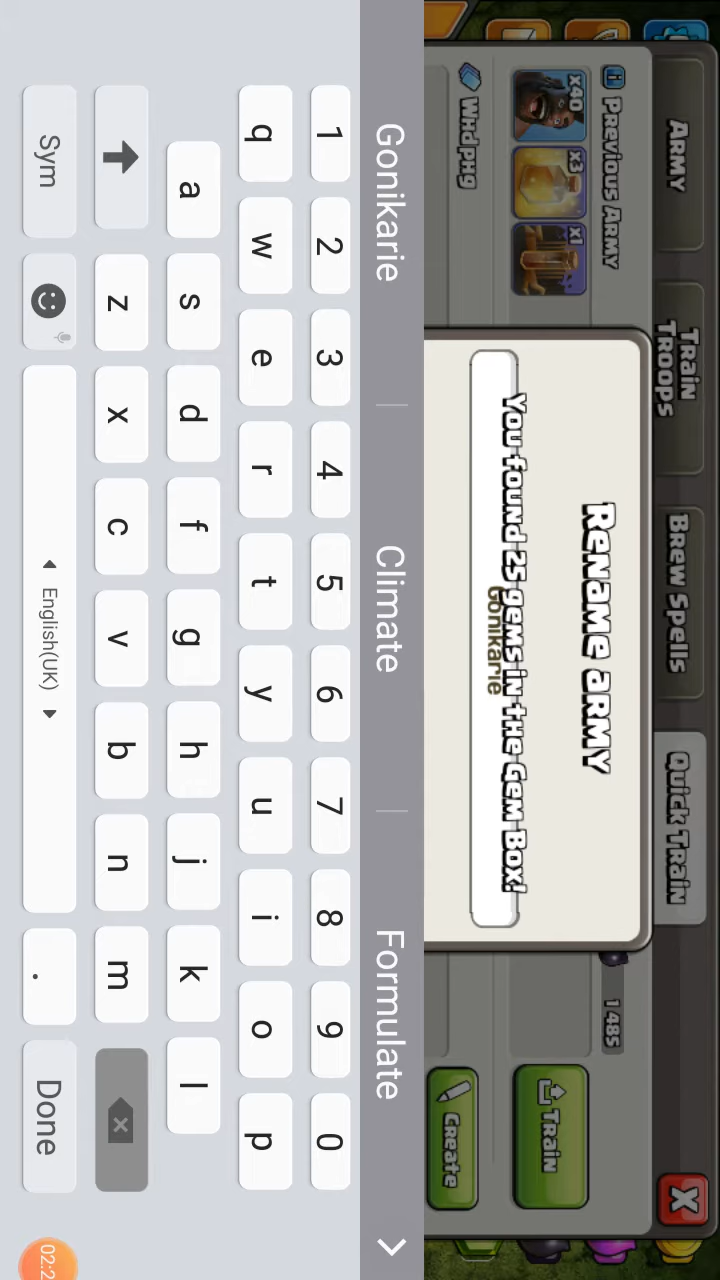 Army
Train
Troops
Brew Spells
Quick Train
Previous Army
x40
x3
x1
1485
Train
Whdphg
Create
Rename army
You found 25 gems in the Gem Box!
Gonikarie
Gonikarie
Climate
Formulate
1 2 3 4 5 6 7 8 9 0
q w e r t y u i o p
a s d f g h j k l
z x c v b n m
Sym
English(UK)
.
Done